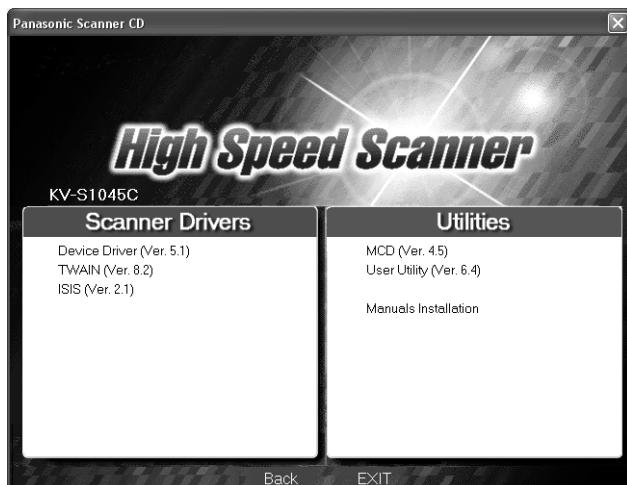 Panasonic Scanner CD
High Speed Scanner
KV-S1045C
Scanner Drivers
Device Driver (Ver. 5.1)
TWAIN (Ver. 8.2)
ISIS (Ver. 2.1)
Utilities
MCD (Ver. 4.5)
User Utility (Ver. 6.4)
Manuals Installation
Back EXIT